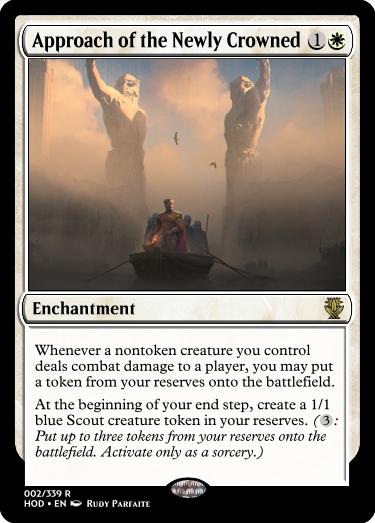 Approach of the Newly Crowned 1
Enchantment
Whenever a nontoken creature you control
deals combat damage to a player, you may put
a token from your reserves onto the battlefield.
At the beginning of your end step, create a 1/1
blue Scout creature token in your reserves. (3:
Put up to three tokens from your reserves onto the
battlefield. Activate only as a sorcery.)
002/339 R
HOD • EN Rudy Parfaite